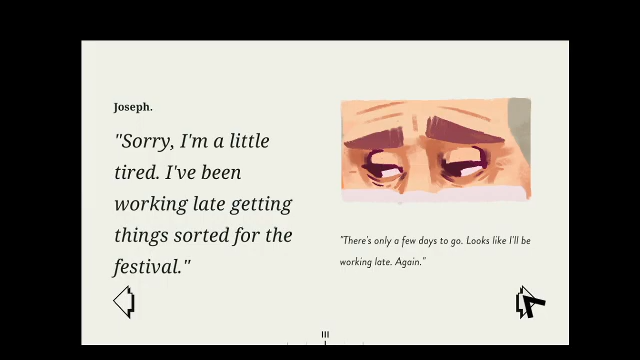 Joseph.
"Sorry, I'm a little
tired. I've been
working late getting
things sorted for the
festival."
"There's only a few days to go. Looks like I'll be
working late. Again."
III